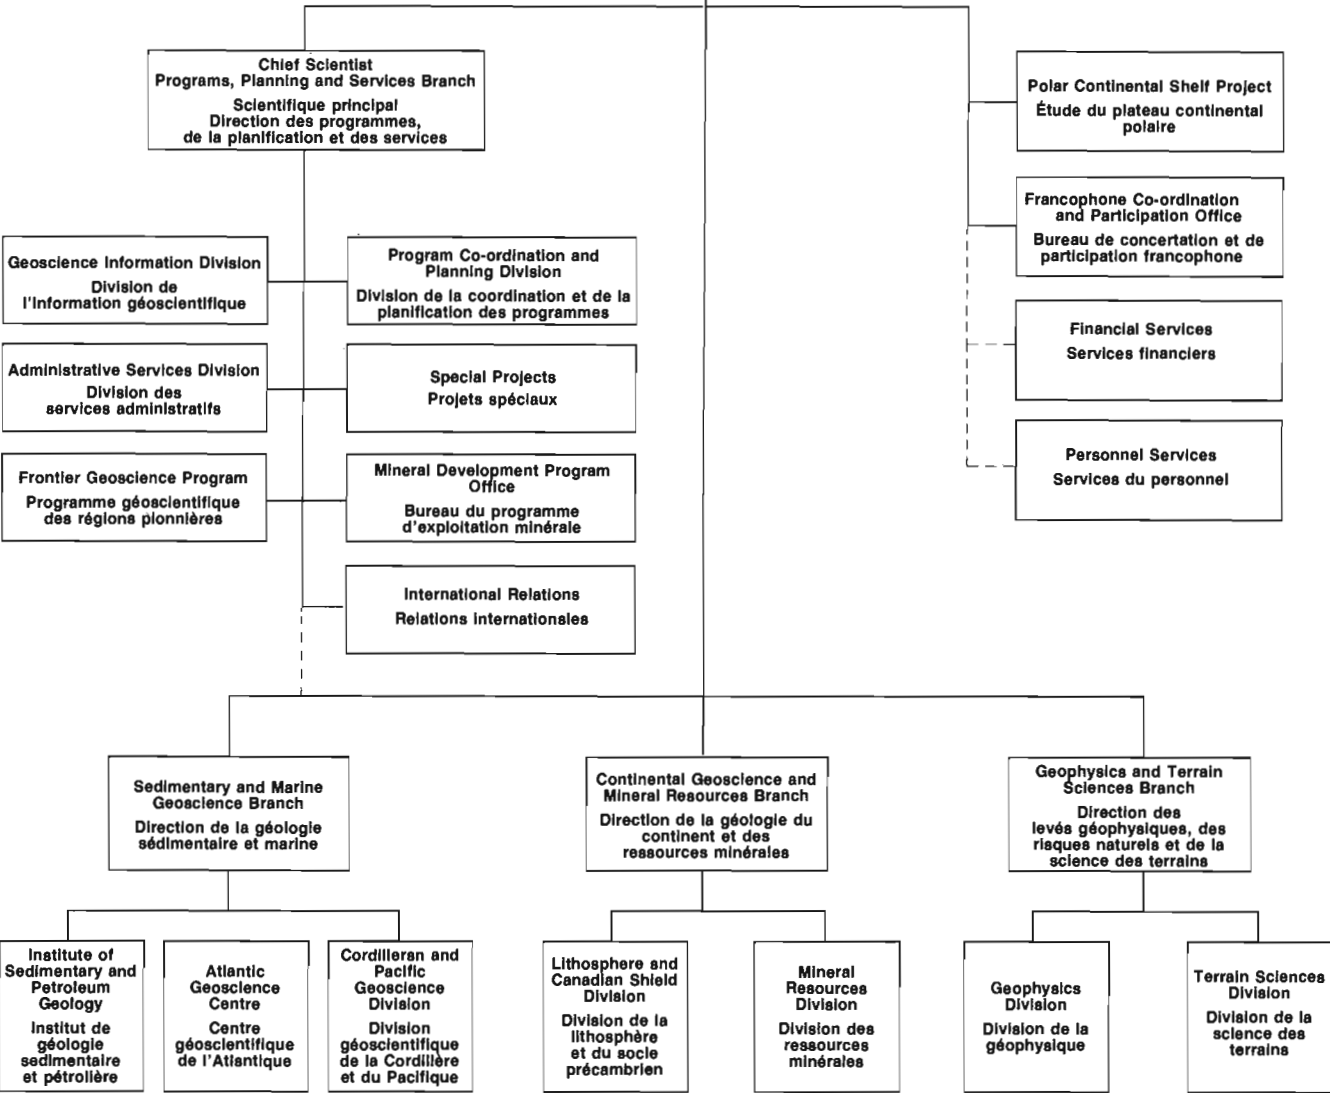 Chief Scientist
Programs, Planning and Services Branch
Scientifique principal
Direction des programmes,
de la planification et des services
Polar Continental Shelf Project
Étude du plateau continental
polaire
Francophone Co-ordination
and Participation Office
Bureau de concertation et de
participation francophone
Geoscience Information Division
Division de
l'information géoscientifique
Program Co-ordination and
Planning Division
Division de la coordination et de la
planification des programmes
Financial Services
Services financiers
Administrative Services Division
Division des
services administratifs
Special Projects
Projets spéciaux
Personnel Services
Services du personnel
Frontier Geoscience Program
Programme géoscientifique
des régions pionnières
Mineral Development Program
Office
Bureau du programme
d'exploitation minérale
International Relations
Relations internationales
Sedimentary and Marine
Geoscience Branch
Direction de la géologie
sédimentaire et marine
Continental Geoscience and
Mineral Resources Branch
Direction de la géologie du
continent et des
ressources minérales
Geophysics and Terrain
Sciences Branch
Direction des
levés géophysiques, des
risques naturels et de la
science des terrains
Institute of
Sedimentary and
Petroleum
Geology
Institut de
géologie
sedimentaire
et pétrolière
Atlantic
Geoscience
Centre
Centre
géoscientifique
de l'Atlantique
Cordilleran and
Pacific
Geoscience
Division
Division
géoscientifique
de la Cordillère
et du Pacifique
Lithosphere and
Canadian Shield
Division
Division de la
lithosphère
et du socle
précambrien
Mineral
Resources
Division
Division des
ressources
minérales
Geophysics
Division
Division de la
géophysique
Terrain Sciences
Division
Division de la
science des
terrains